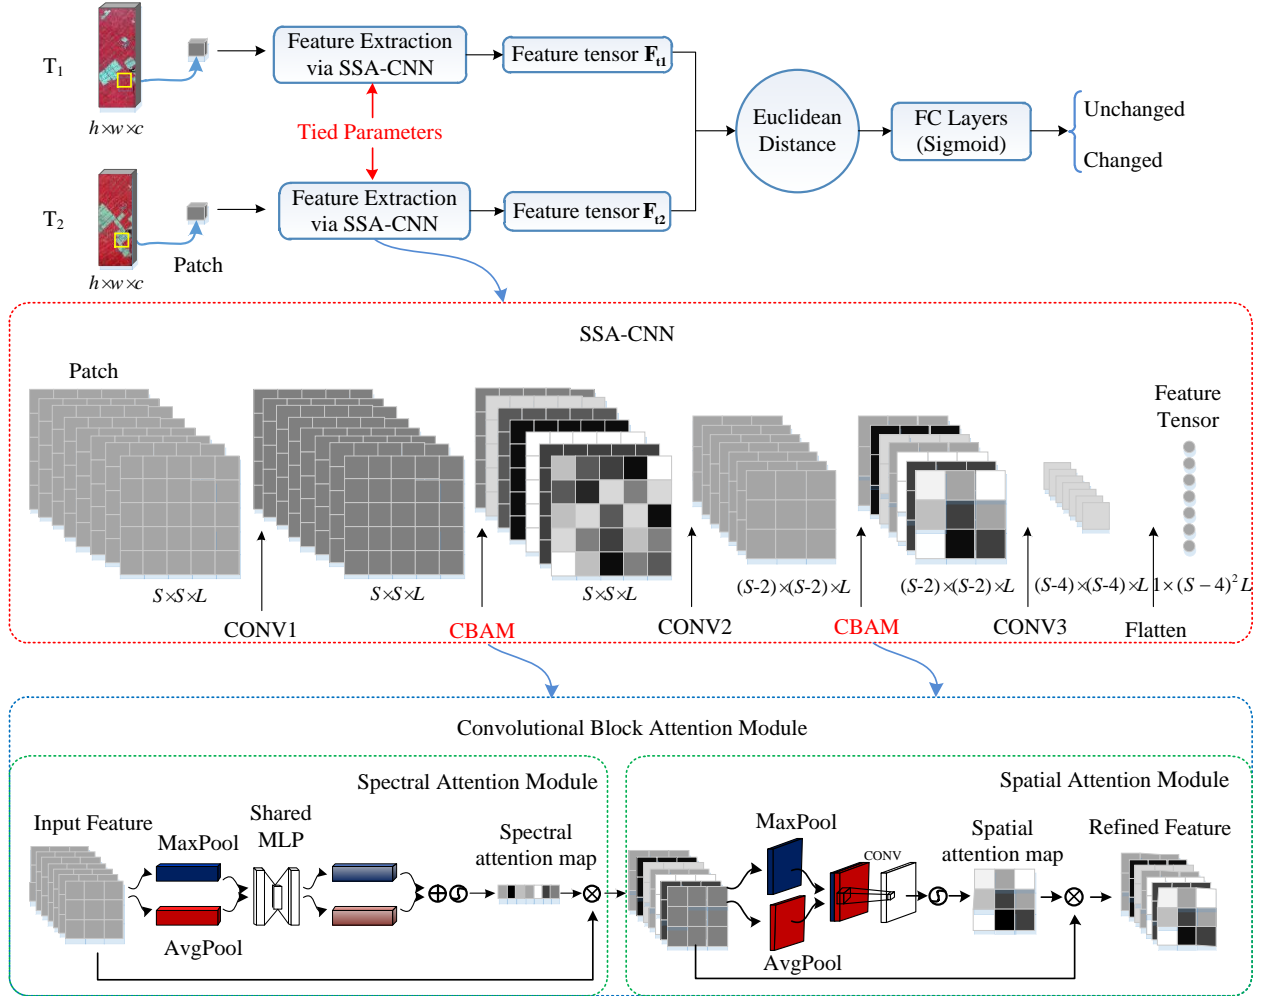 T1
h×w×c
Feature Extraction
via SSA-CNN
Feature tensor Ft1
Tied Parameters
Euclidean
Distance
FC Layers
(Sigmoid)
Unchanged
Changed
T2
h×w×c
Patch
Feature Extraction
via SSA-CNN
Feature tensor Ft2
SSA-CNN
Patch
Feature
Tensor
S×S×L
S×S×L
S×S×L
(S-2)×(S-2)×L
(S-2)×(S-2)×L
(S-4)×(S-4)×L
1×(S-4)²L
CONV1
CBAM
CONV2
CBAM
CONV3
Flatten
Convolutional Block Attention Module
Spectral Attention Module
Input Feature
MaxPool
AvgPool
Shared
MLP
Spectral
attention map
Spatial Attention Module
MaxPool
AvgPool
CONV
Spatial
attention map
Refined Feature